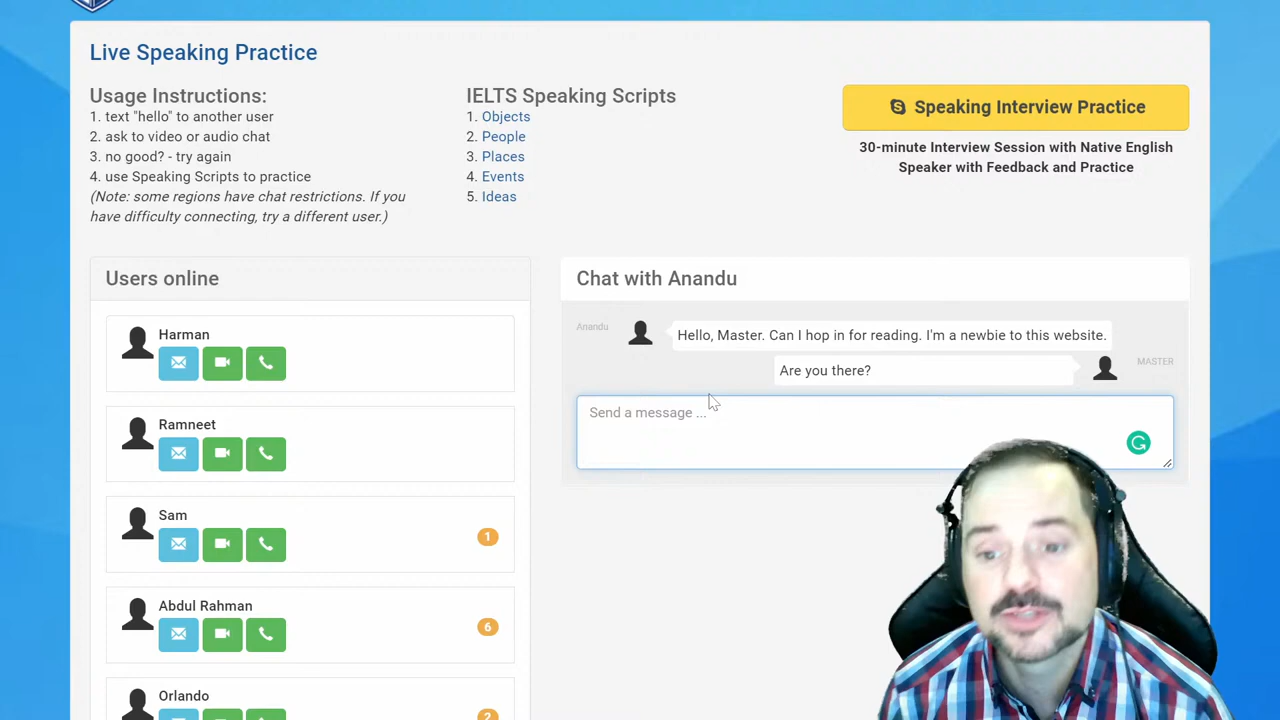 Live Speaking Practice
Usage Instructions:
1. text "hello" to another user
2. ask to video or audio chat
3. no good? - try again
4. use Speaking Scripts to practice
(Note: some regions have chat restrictions. If you
have difficulty connecting, try a different user.)
IELTS Speaking Scripts
1. Objects
2. People
3. Places
4. Events
5. Ideas
Speaking Interview Practice
30-minute Interview Session with Native English
Speaker with Feedback and Practice
Users online
Harman
Ramneet
Sam
1
Abdul Rahman
6
Orlando
2
Chat with Anandu
Anandu
Hello, Master. Can I hop in for reading. I'm a newbie to this website.
Are you there?
MASTER
Send a message ...